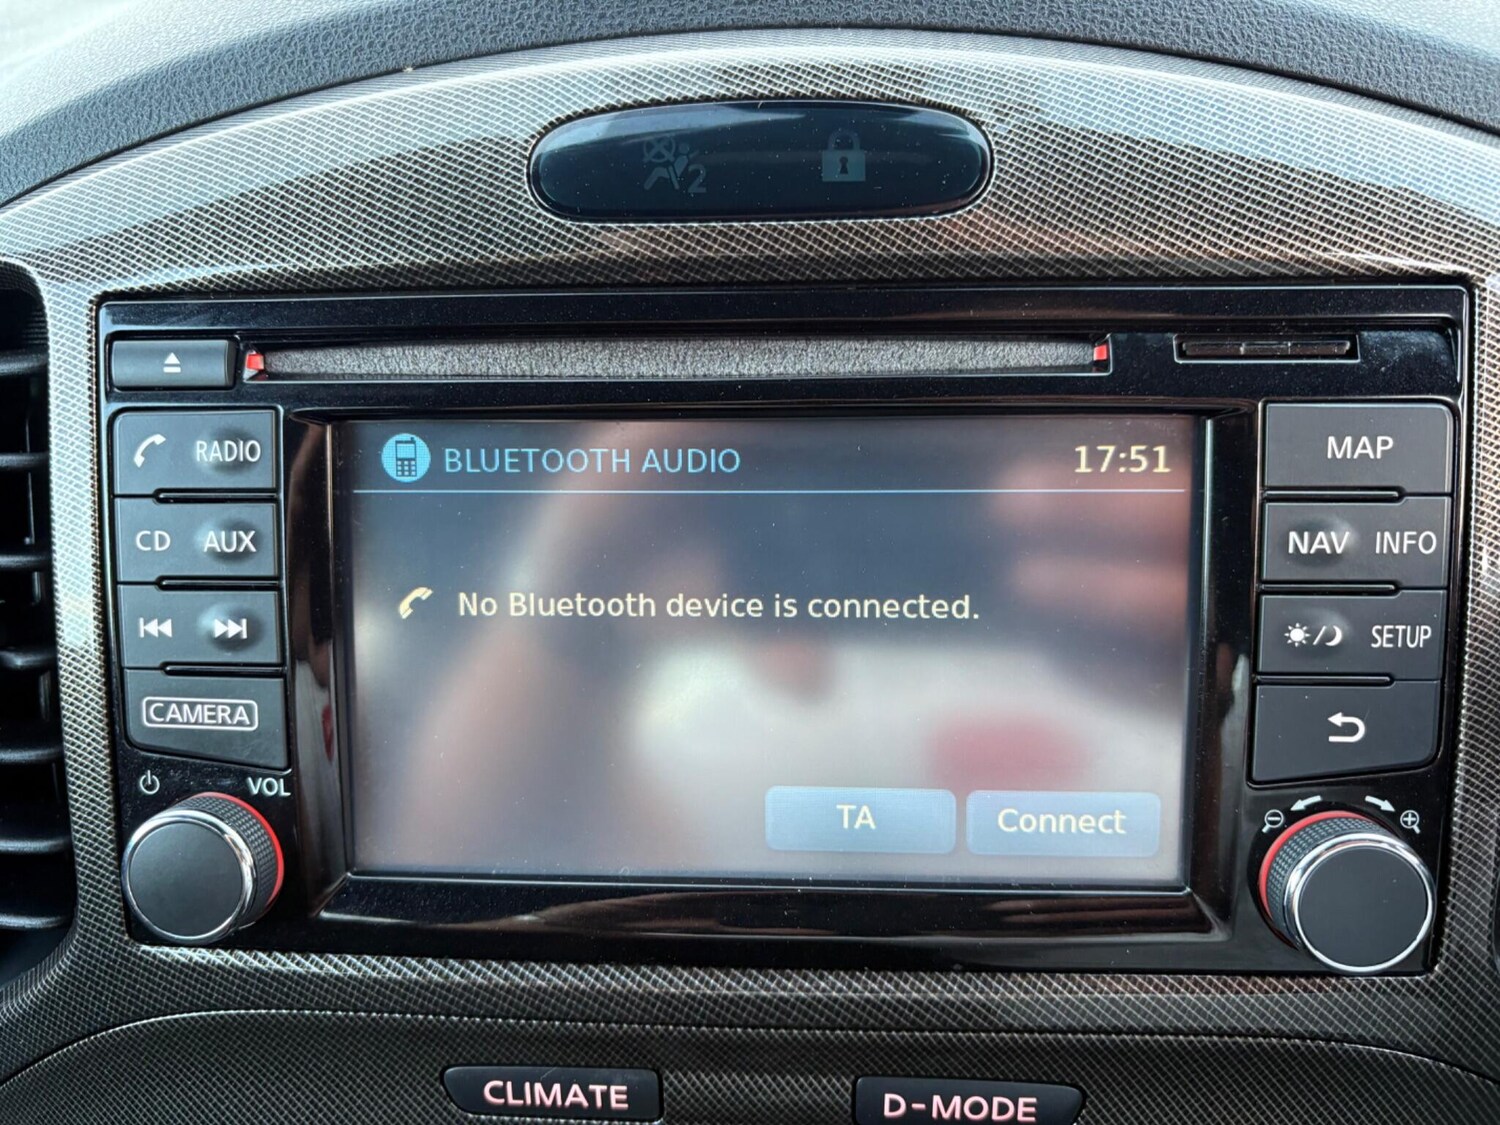 2
RADIO
CD AUX
CAMERA
VOL
BLUETOOTH AUDIO 17:51
No Bluetooth device is connected.
TA Connect
MAP
NAV INFO
SETUP
CLIMATE
D-MODE